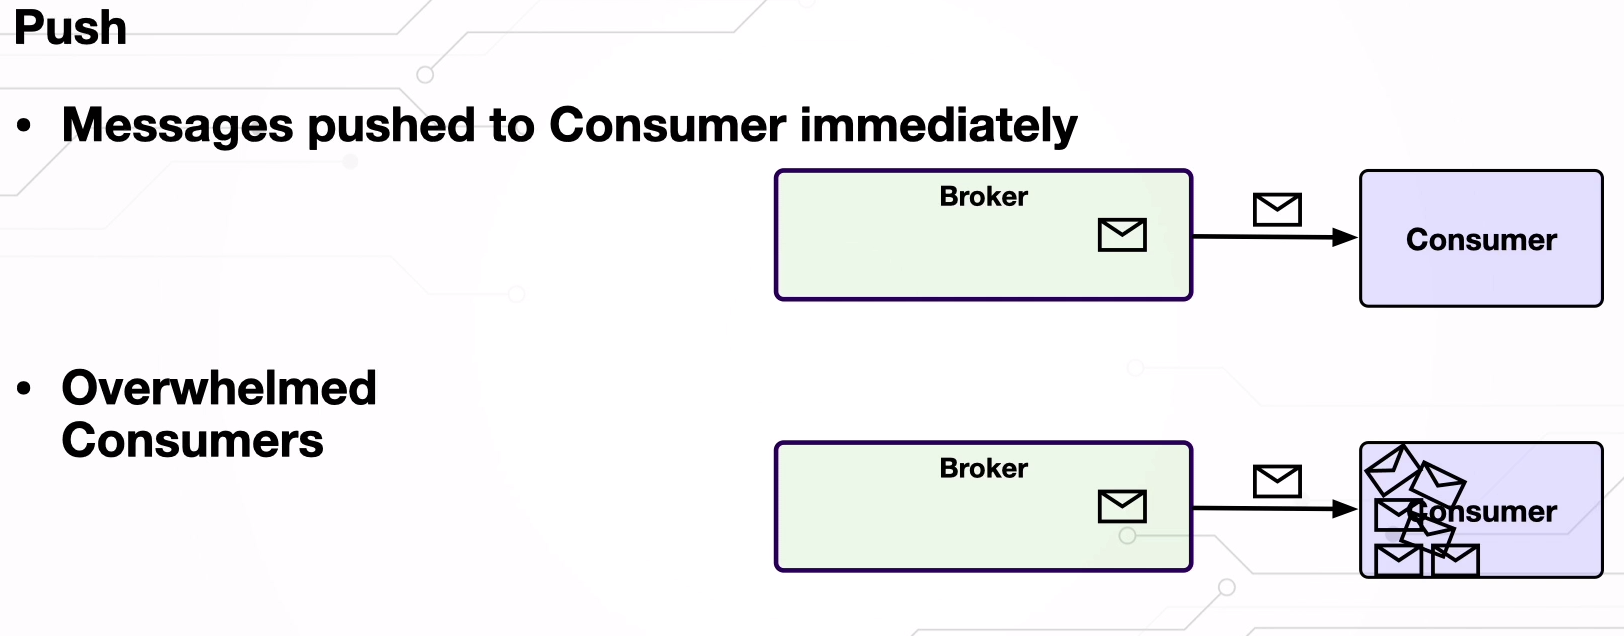 Push
• Messages pushed to Consumer immediately
Broker
Consumer
• Overwhelmed
Consumers
Broker
Consumer